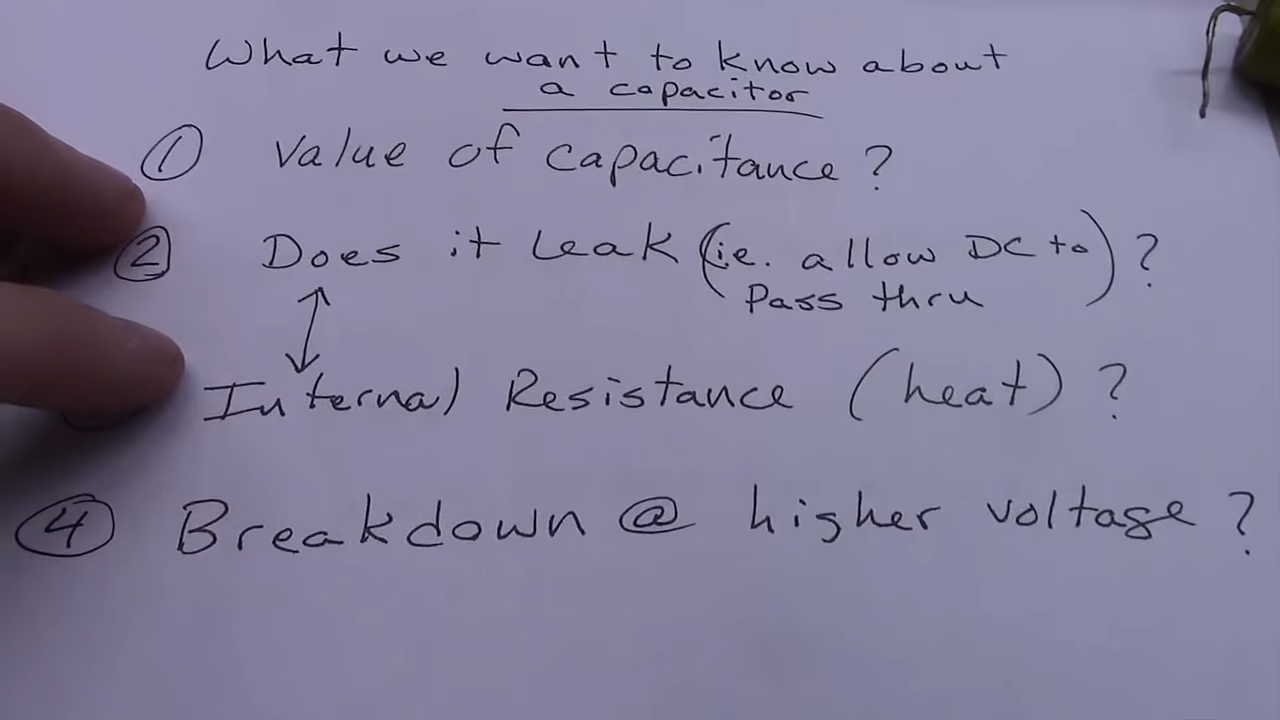 What we want to know about
a capacitor
① Value of capacitance?
② Does it Leak (ie. allow DC to
Pass thru)?
Internal Resistance (heat)?
④ Breakdown @ higher voltage?